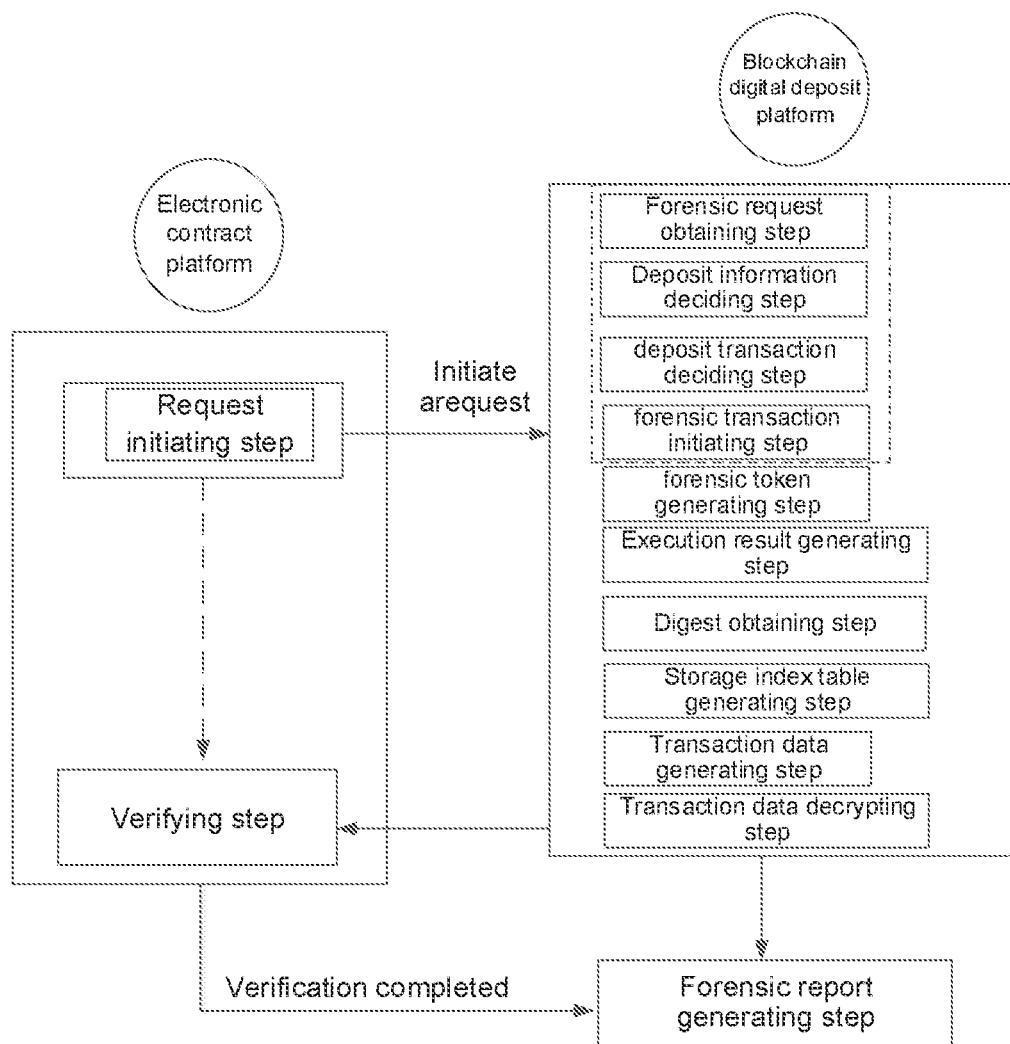 Blockchain
digital deposit
platform
Electronic
contract
platform
Request
initiating step
Verifying step
Initiate
arequest
Forensic request
obtaining step
Deposit information
deciding step
deposit transaction
deciding step
forensic transaction
initiating step
forensic token
generating step
Execution result generating
step
Digest obtaining step
Storage index table
generating step
Transaction data
generating step
Transaction data decrypting
step
Verification completed
Forensic report
generating step